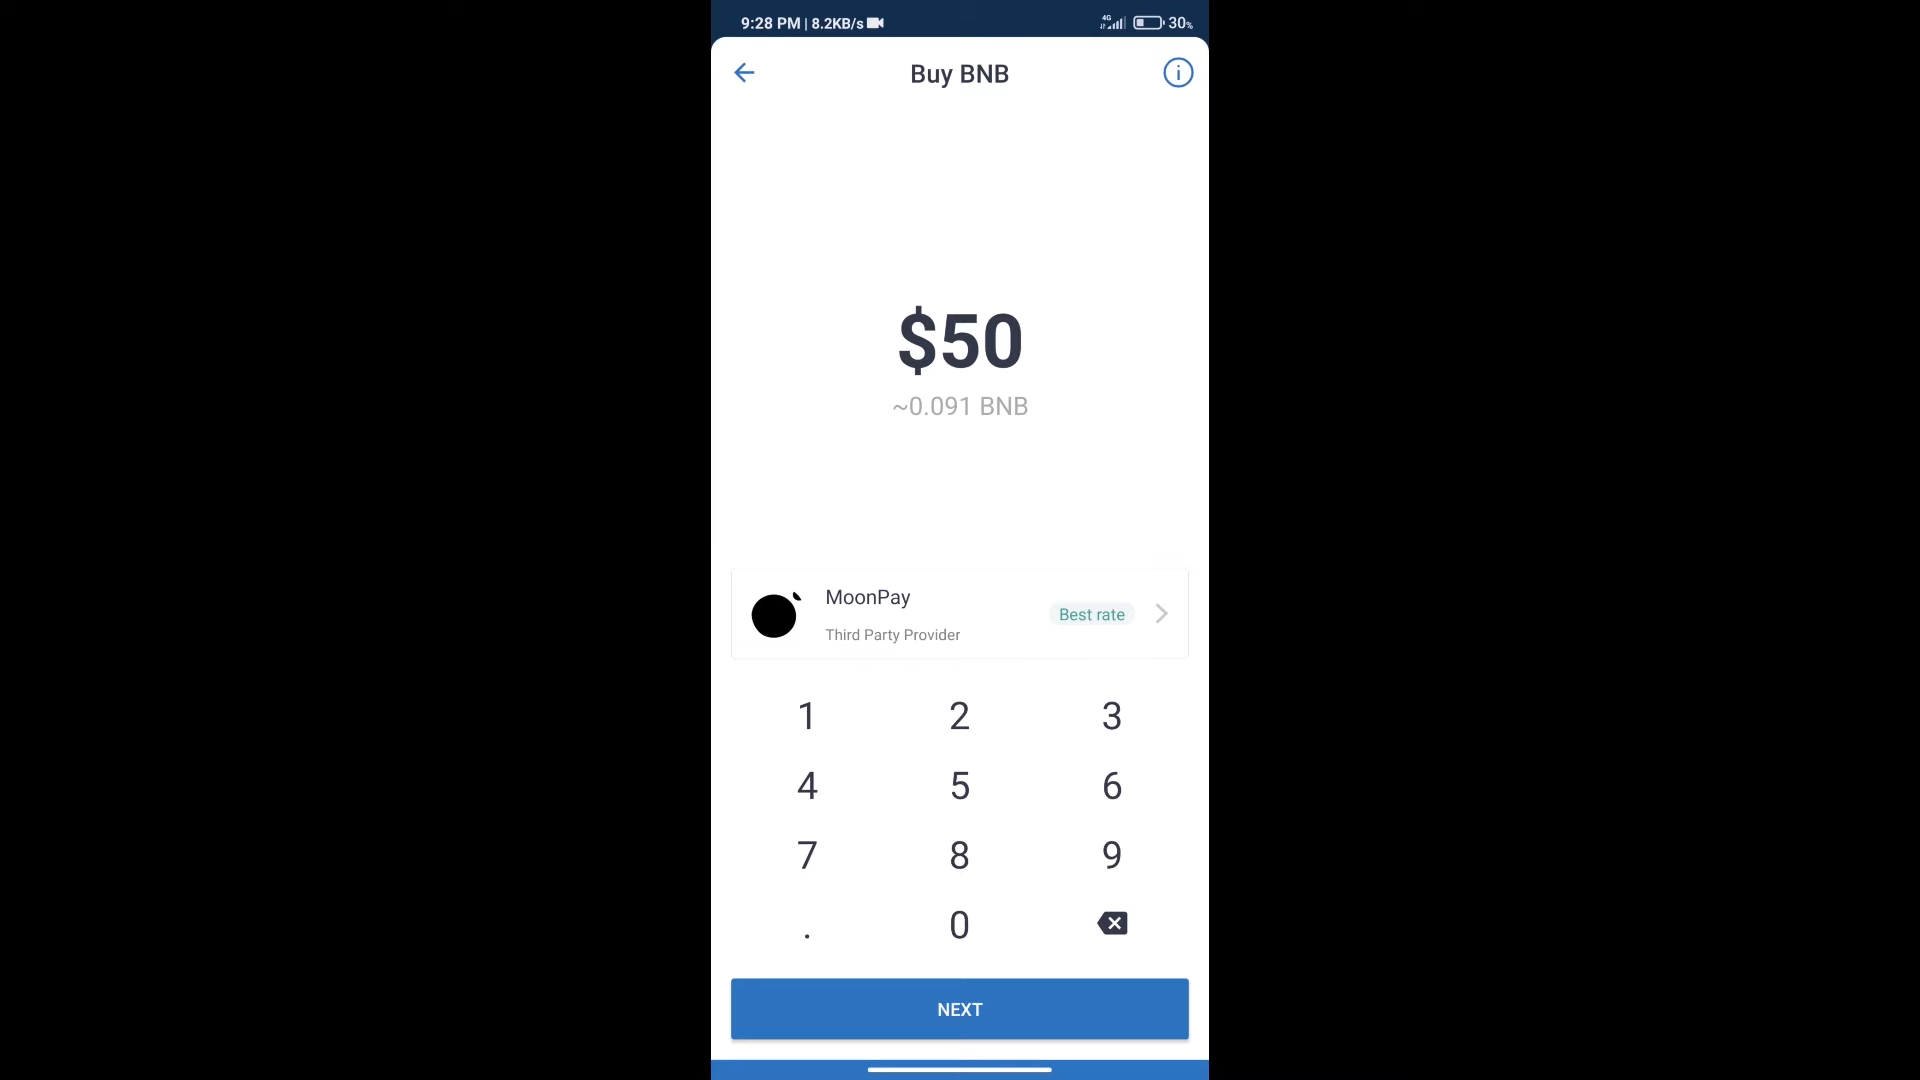 9:28 PM | 8.2KB/s 4G 30%
Buy BNB
$50
~0.091 BNB
MoonPay
Third Party Provider
Best rate
1 2 3
4 5 6
7 8 9
. 0
NEXT